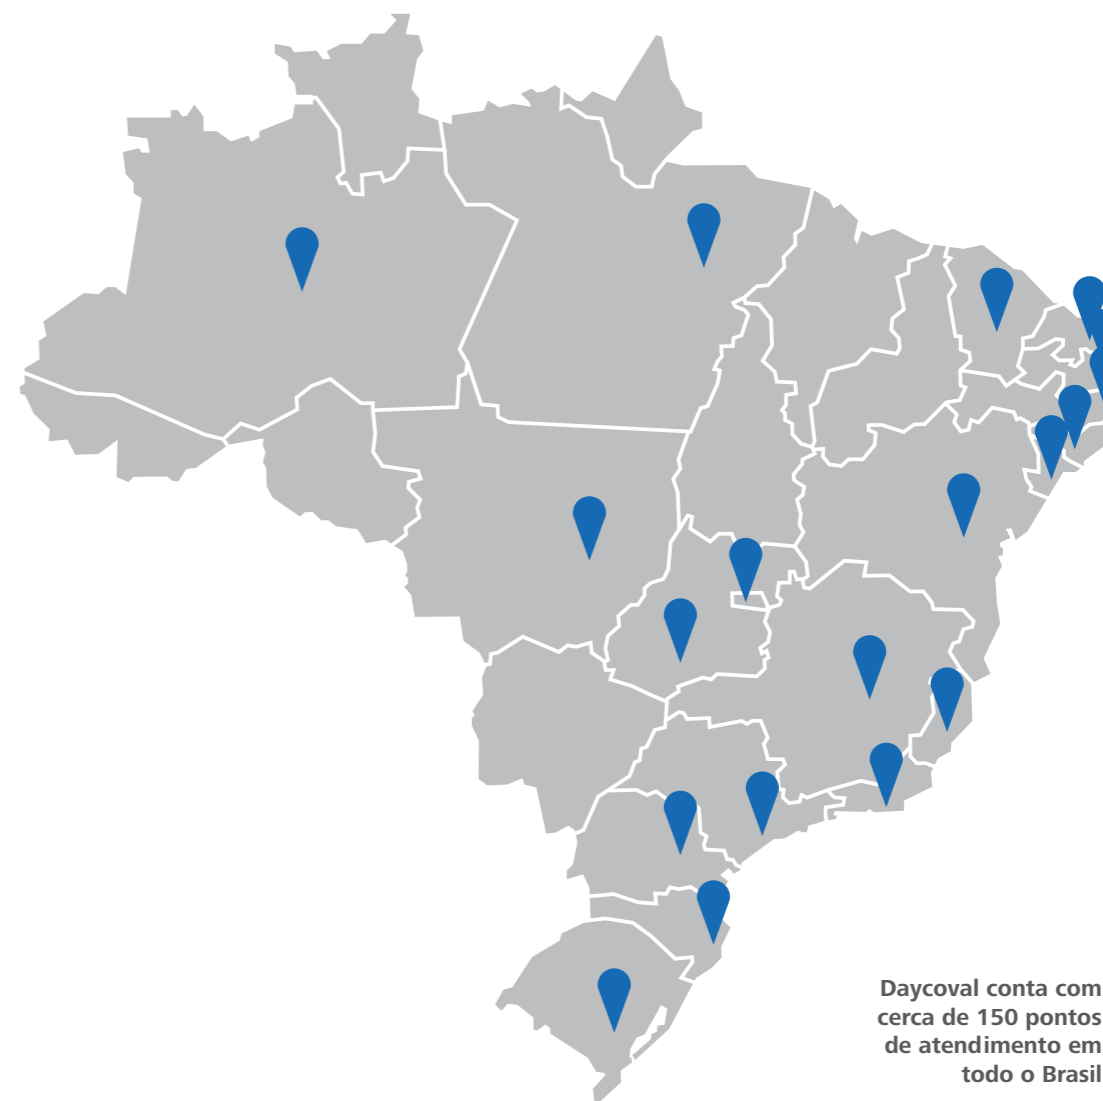 Daycoval conta com
cerca de 150 pontos
de atendimento em
todo o Brasil